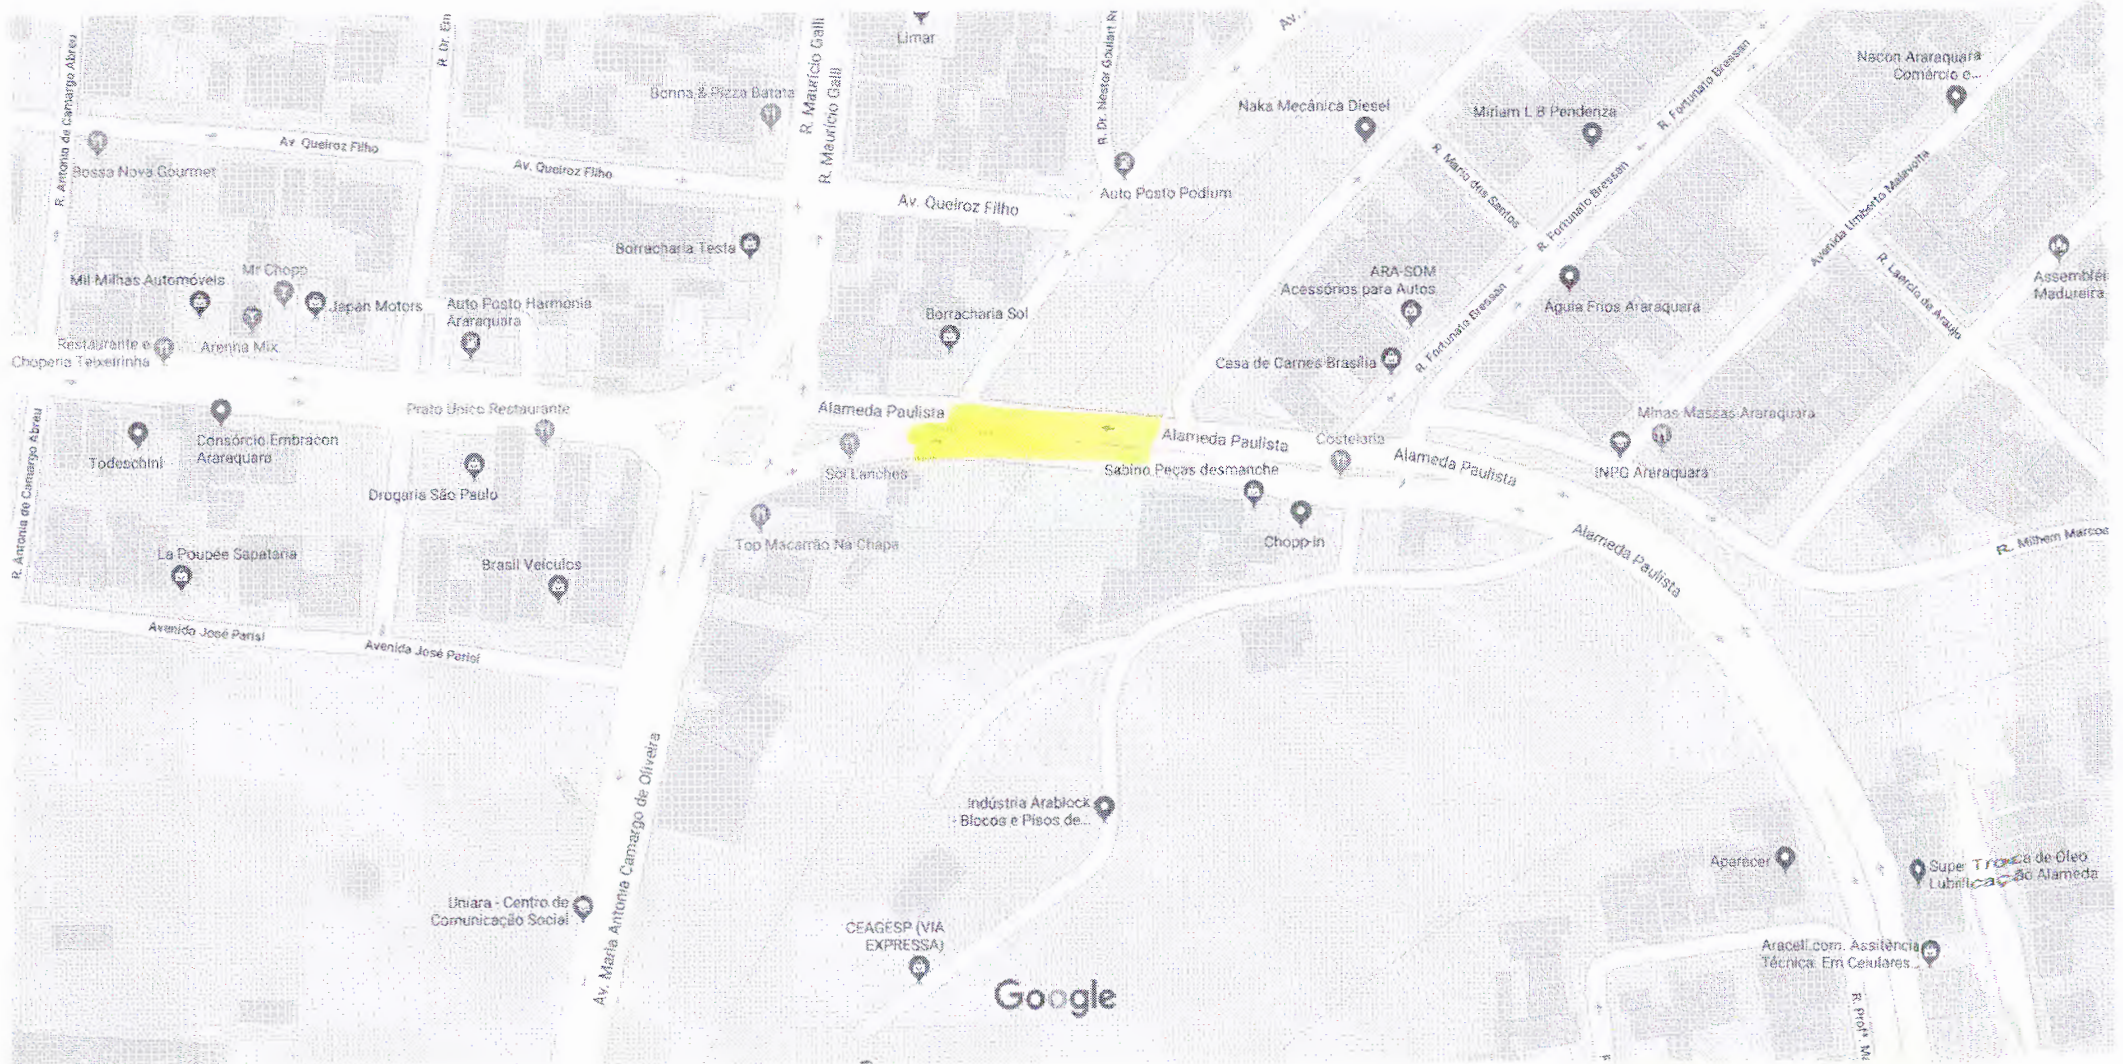 R. Antonia de Camargo Abreu
R. Dr. Em
R. Maurício Galli
R. Maurício Galli
Limar
R. Dr. Nestor Goulart Re
Av.
Nacon Araraquara
Comércio e...
Bonna & Pizza Batata
Naka Mecânica Diesel
Miriam L B Pendenza
R. Fortunato Bressan
Av. Queiroz Filho
Av. Queiroz Filho
Av. Queiroz Filho
Bossa Nova Gourmet
Auto Posto Podium
R. Mario dos Santos
R. Fortunato Bressan
Avenida Umberto Malavolta
Borracharia Testa
Mr Chopp
Mil Milhas Automóveis
Japan Motors
Auto Posto Harmonia
Araraquara
Borracharia Sol
ARA-SOM
Acessórios para Autos
R. Fortunato Bressan
Águia Frios Araraquara
R. Laercio de Araujo
Assembléi
Madureira
Restaurante e
Choperia Teixeirinha
Arenna Mix
Casa de Carnes Brasília
Prato Único Restaurante
Alameda Paulista
Alameda Paulista
Costelaria
Alameda Paulista
Minas Massas Araraquara
INPG Araraquara
R. Antonia de Camargo Abreu
Todeschini
Consórcio Embracon
Araraquara
Drogaria São Paulo
Sol Lanches
Sabino Peças desmanche
Top Macarrão Na Chapa
Chopp-in
Alameda Paulista
R. Milhem Marcos
La Poupée Sapataria
Brasil Veículos
Avenida José Parisi
Avenida José Parisi
Av. Maria Antonia Camargo de Oliveira
Indústria Arablock
- Blocos e Pisos de...
Aparecer
Super Troca de Óleo
Lubrificação Alameda
Uniara - Centro de
Comunicação Social
CEAGESP (VIA
EXPRESSA)
Aracell.com. Assitência
Técnica. Em Celulares...
Google
R. profª. M